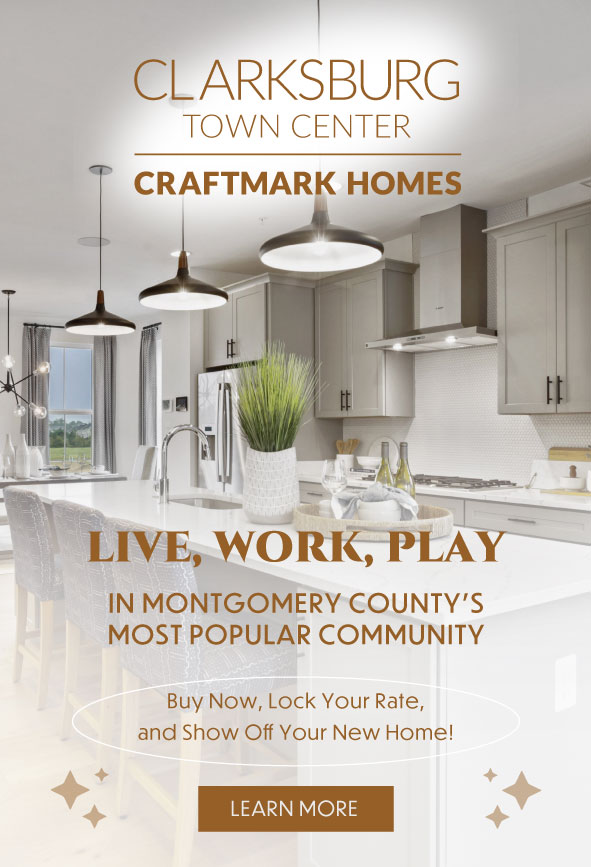 CLARKSBURG
TOWN CENTER
CRAFTMARK HOMES
LIVE, WORK, PLAY
IN MONTGOMERY COUNTY'S
MOST POPULAR COMMUNITY
Buy Now, Lock Your Rate,
and Show Off Your New Home!
LEARN MORE